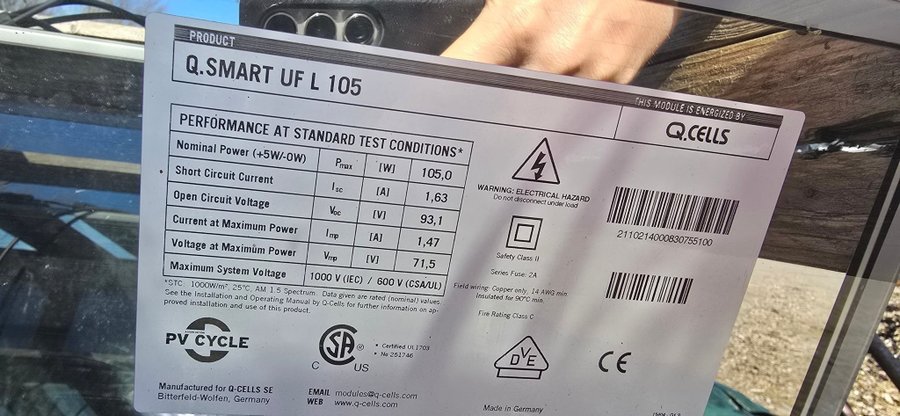 PRODUCT
Q.SMART UF L 105
THIS MODULE IS ENERGIZED BY
Q.CELLS
PERFORMANCE AT STANDARD TEST CONDITIONS*
Nominal Power (+5W/-0W) Pmax [W] 105,0
Short Circuit Current Isc [A] 1,63
Open Circuit Voltage Voc [V] 93,1
Current at Maximum Power Imp [A] 1,47
Voltage at Maximum Power Vmp [V] 71,5
Maximum System Voltage 1000 V (IEC) / 600 V (CSA/UL)
*STC: 1000W/m², 25°C, AM 1.5 Spectrum. Data given are rated (nominal) values.
See the Installation and Operating Manual by Q-Cells for further information on ap-
proved installation and use of this product.
WARNING: ELECTRICAL HAZARD
Do not disconnect under load
Safety Class II
Series Fuse: 2A
Field wiring: Copper only, 14 AWG min.
Insulated for 90°C min.
Fire Rating Class C
2110214000830755100
PV CYCLE
C SA US
• Certified UL1703
• No 251746
DVE
CE
Manufactured for Q-CELLS SE
Bitterfeld-Wolfen, Germany
EMAIL modules@q-cells.com
WEB www.q-cells.com
Made in Germany